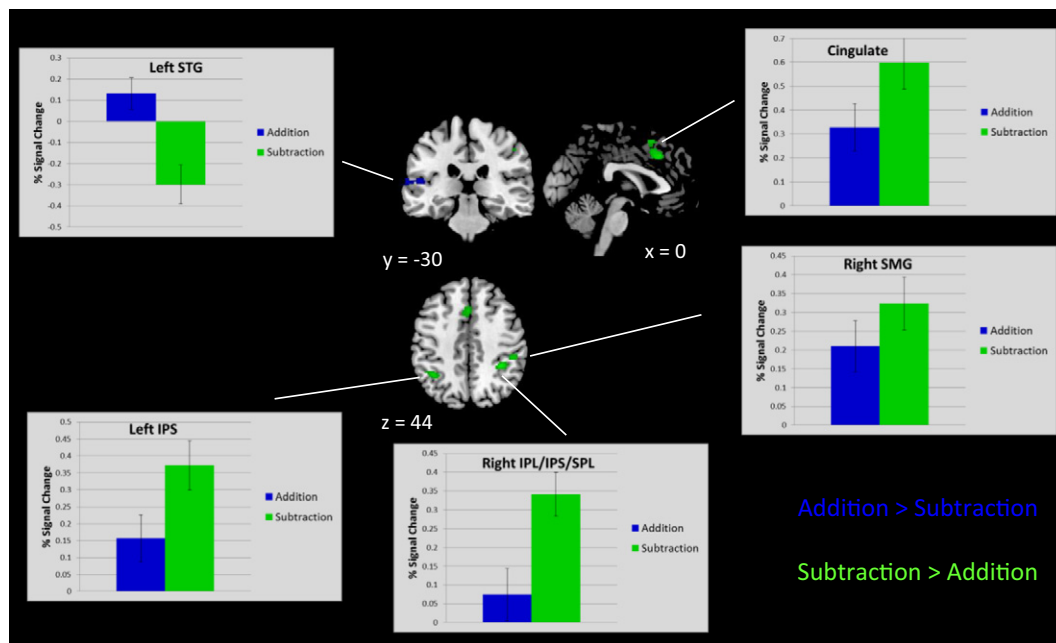 Left STG
% Signal Change
0.3
0.2
0.1
0
-0.1
-0.2
-0.3
-0.4
-0.5
Addition
Subtraction
Cingulate
% Signal Change
0.7
0.6
0.5
0.4
0.3
0.2
0.1
0
Addition
Subtraction
y = -30
x = 0
Right SMG
% Signal Change
0.45
0.4
0.35
0.3
0.25
0.2
0.15
0.1
0.05
0
Addition
Subtraction
z = 44
Left IPS
% Signal Change
0.5
0.45
0.4
0.35
0.3
0.25
0.2
0.15
0.1
0.05
0
Addition
Subtraction
Right IPL/IPS/SPL
% Signal Change
0.45
0.4
0.35
0.3
0.25
0.2
0.15
0.1
0.05
0
Addition
Subtraction
Addition > Subtraction
Subtraction > Addition